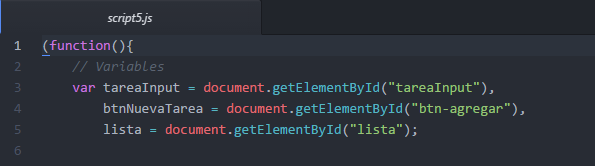 script5.js
1 (function(){
2     // Variables
3     var tareaInput = document.getElementById("tareaInput"),
4         btnNuevaTarea = document.getElementById("btn-agregar"),
5         lista = document.getElementById("lista");
6